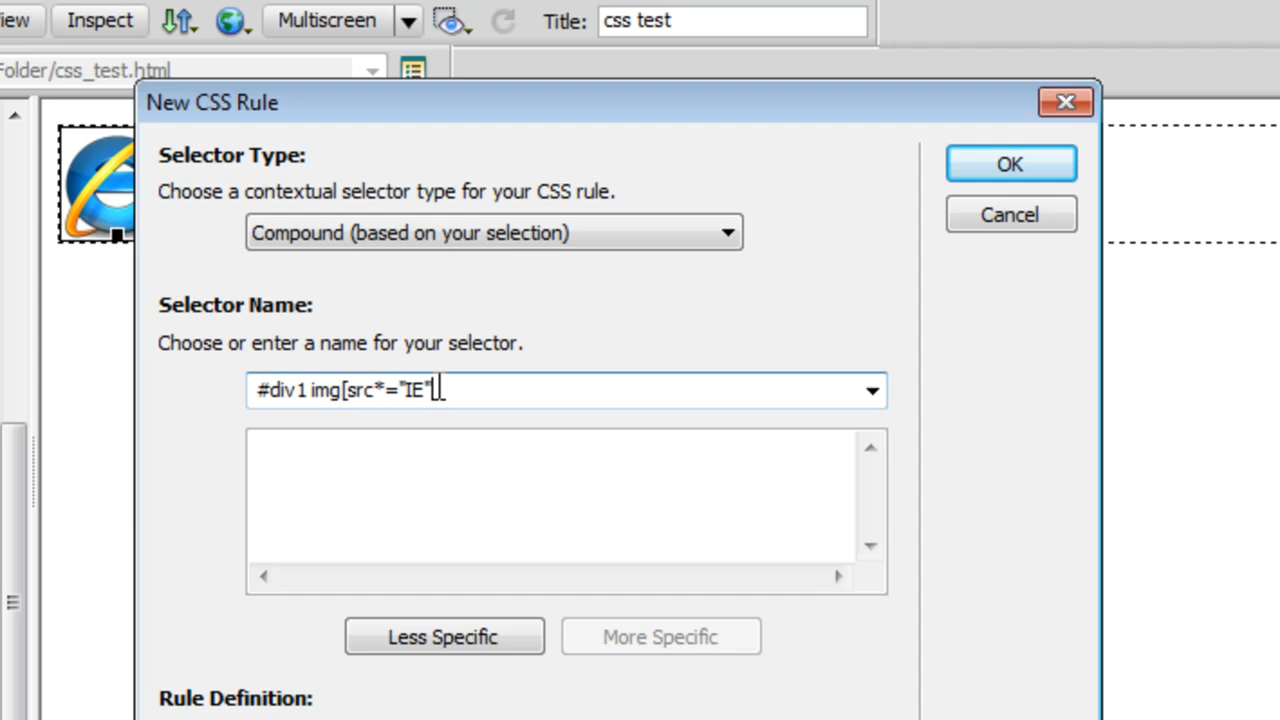 iew Inspect Multiscreen Title: css test
Folder/css_test.html
New CSS Rule
Selector Type:
OK
Choose a contextual selector type for your CSS rule.
Compound (based on your selection)
Cancel
Selector Name:
Choose or enter a name for your selector.
#div1 img[src*="IE"]
Less Specific More Specific
Rule Definition: